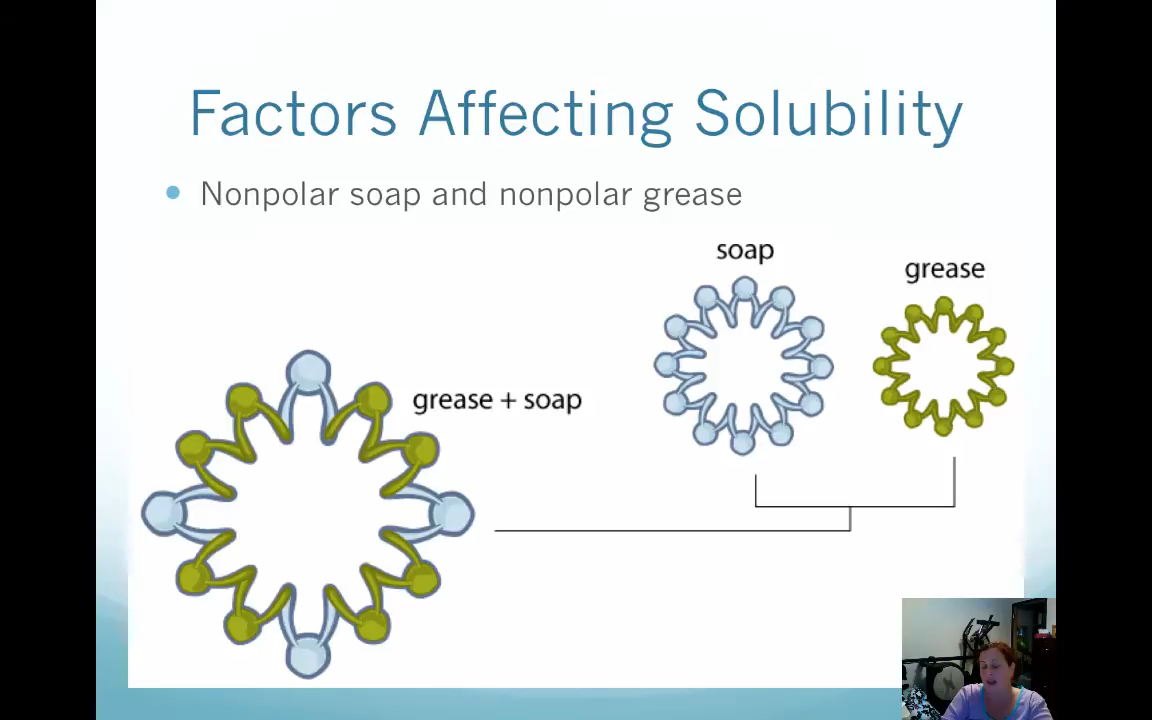 Factors Affecting Solubility
Nonpolar soap and nonpolar grease
soap
grease
grease + soap